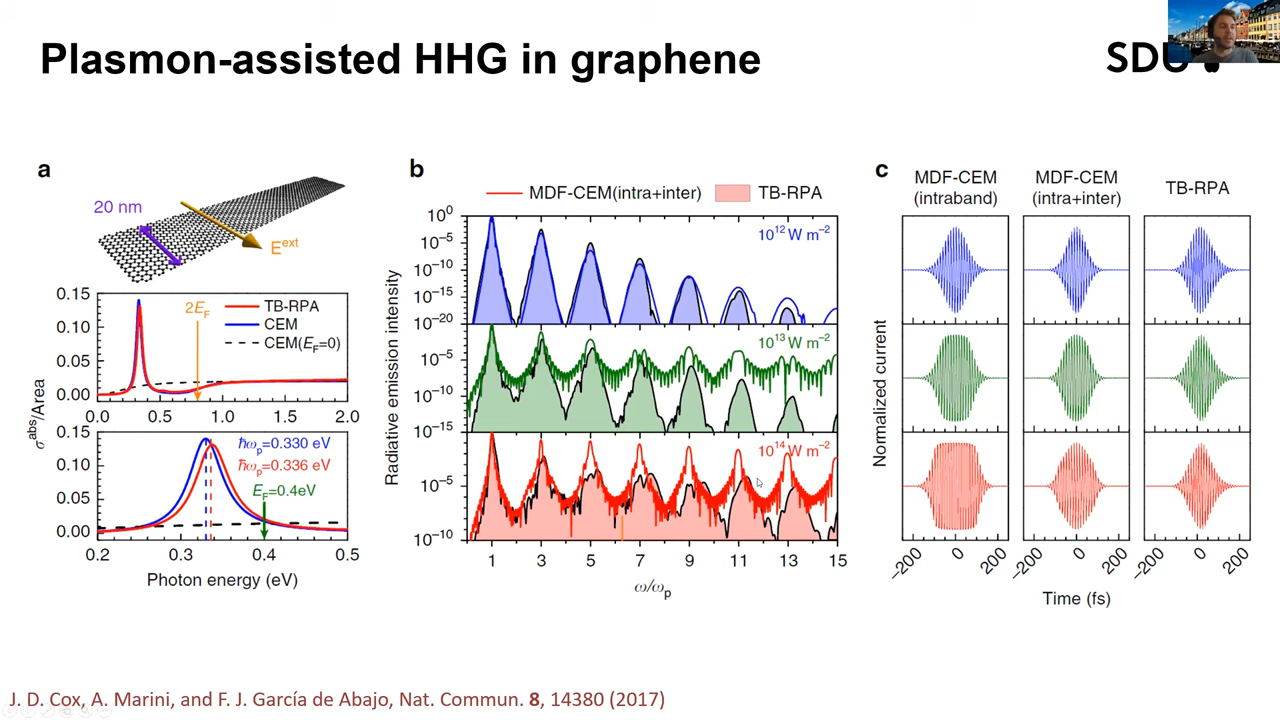 Plasmon-assisted HHG in graphene
SDU
a
20 nm
E^ext
0.15
0.10
0.05
0.00
2E_F
TB-RPA
CEM
CEM(E_F=0)
0.0 0.5 1.0 1.5 2.0
σ^abs/Area
0.15
0.10
0.05
0.00
ħω_p=0.330 eV
ħω_p=0.336 eV
E_F=0.4eV
0.2 0.3 0.4 0.5
Photon energy (eV)
b
MDF-CEM(intra+inter) TB-RPA
Radiative emission intensity
10^0
10^−5
10^−10
10^−15
10^−20
10^12 W m^−2
10^−5
10^−10
10^−15
10^13 W m^−2
10^−5
10^−10
10^14 W m^−2
1 3 5 7 9 11 13 15
ω/ω_p
c
MDF-CEM
(intraband)
MDF-CEM
(intra+inter)
TB-RPA
Normalized current
−200 0 200 −200 0 200 −200 0 200
Time (fs)
J. D. Cox, A. Marini, and F. J. García de Abajo, Nat. Commun. 8, 14380 (2017)